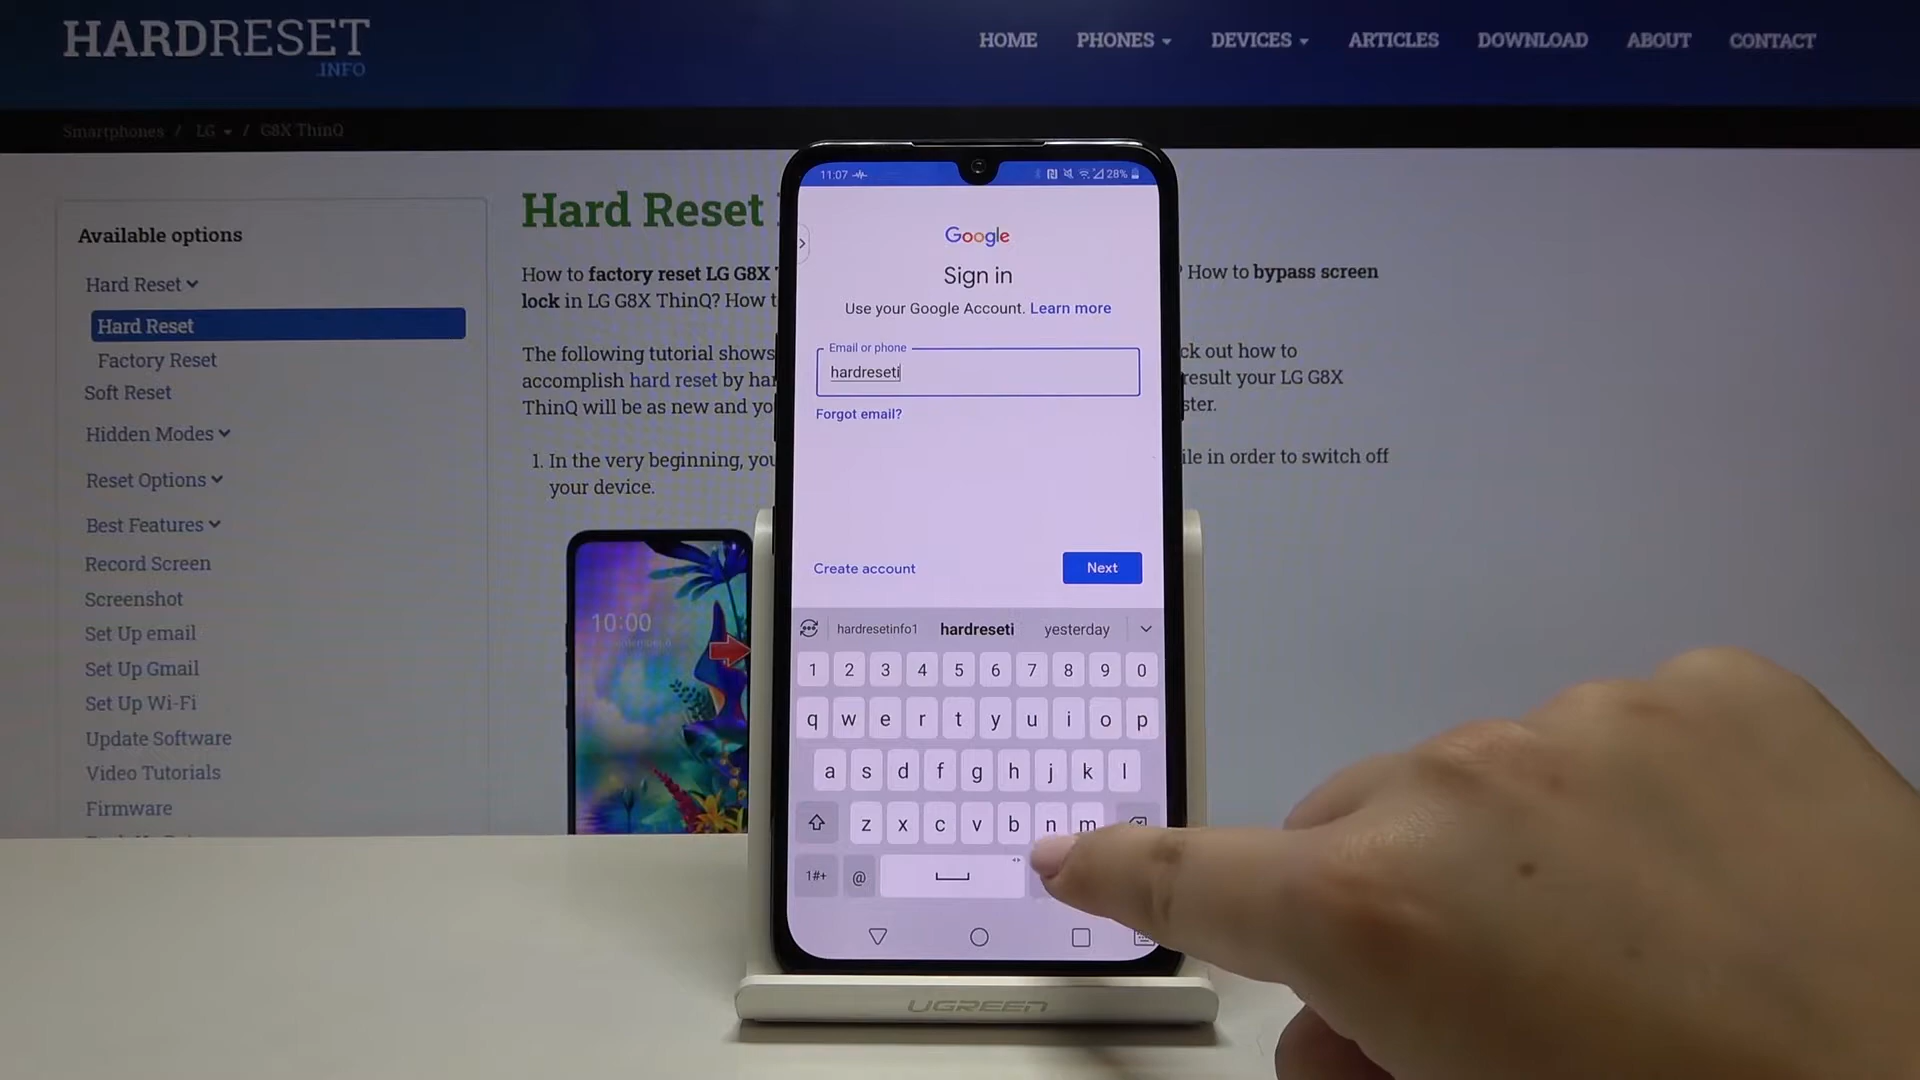 HARDRESET
.INFO
HOME PHONES DEVICES ARTICLES DOWNLOAD ABOUT CONTACT
Smartphones / LG / G8X ThinQ
Available options
Hard Reset
Hard Reset
Factory Reset
Soft Reset
Hidden Modes
Reset Options
Best Features
Record Screen
Screenshot
Set Up email
Set Up Gmail
Set Up Wi-Fi
Update Software
Video Tutorials
Firmware
Hard Reset
How to factory reset LG G8X ? How to bypass screen
lock in LG G8X ThinQ? How t
The following tutorial shows ck out how to
accomplish hard reset by har result your LG G8X
ThinQ will be as new and yo ster.
1. In the very beginning, you ile in order to switch off
your device.
10:00
11:07 28%
Google
Sign in
Use your Google Account. Learn more
Email or phone
hardreseti
Forgot email?
Create account Next
hardresetinfo1 hardreseti yesterday
1 2 3 4 5 6 7 8 9 0
q w e r t y u i o p
a s d f g h j k l
z x c v b n m
1#+ @
UGREEN